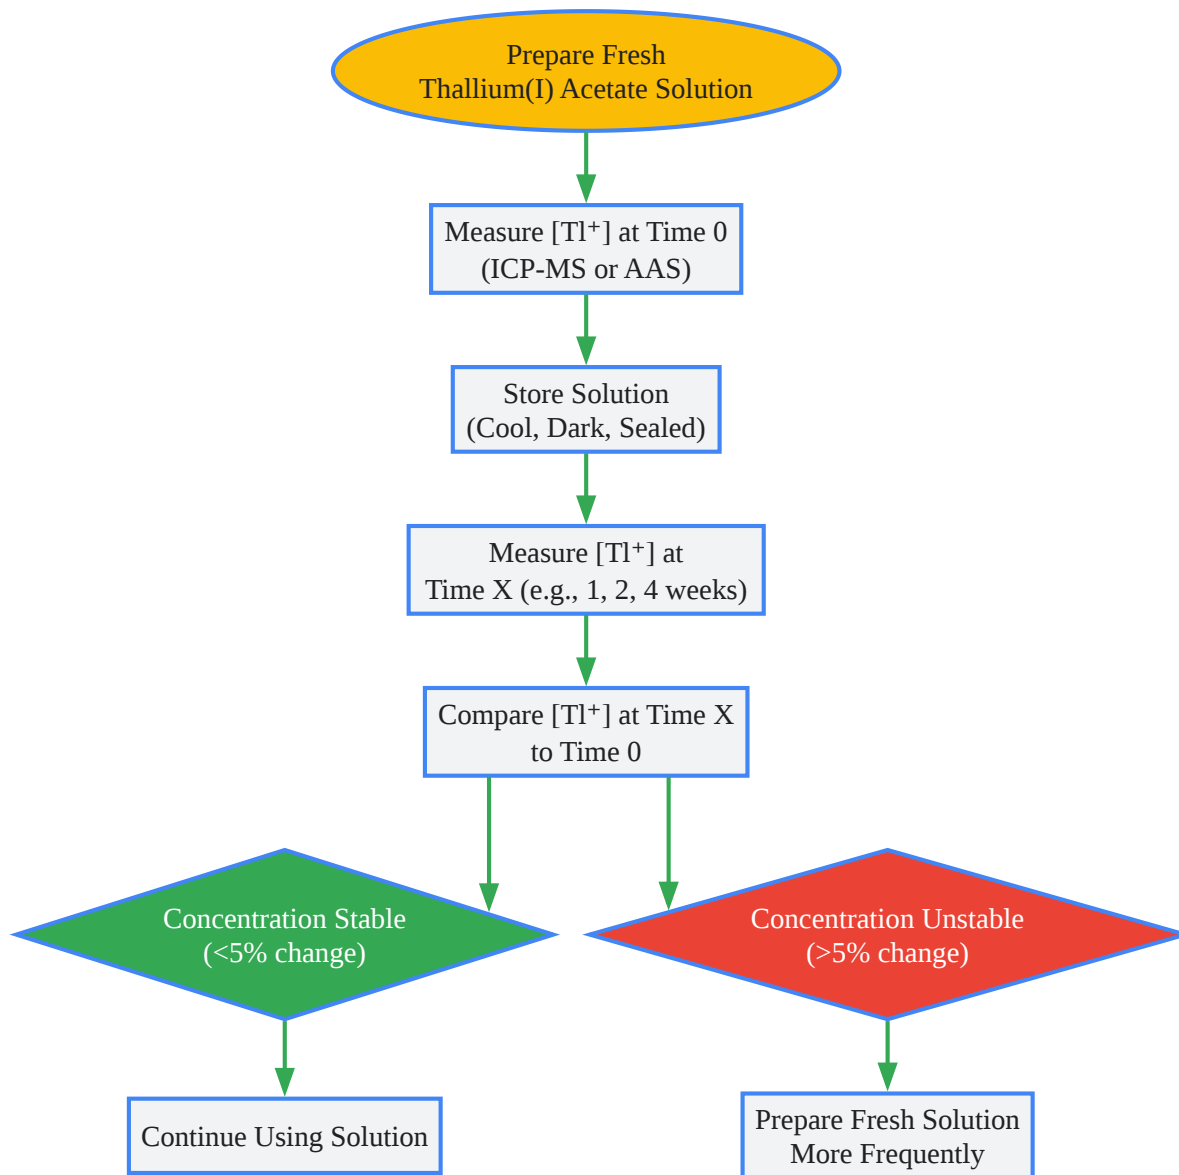 Prepare Fresh
Thallium(I) Acetate Solution
Measure [Tl⁺] at Time 0
(ICP-MS or AAS)
Store Solution
(Cool, Dark, Sealed)
Measure [Tl⁺] at
Time X (e.g., 1, 2, 4 weeks)
Compare [Tl⁺] at Time X
to Time 0
Concentration Stable
(<5% change)
Concentration Unstable
(>5% change)
Continue Using Solution
Prepare Fresh Solution
More Frequently